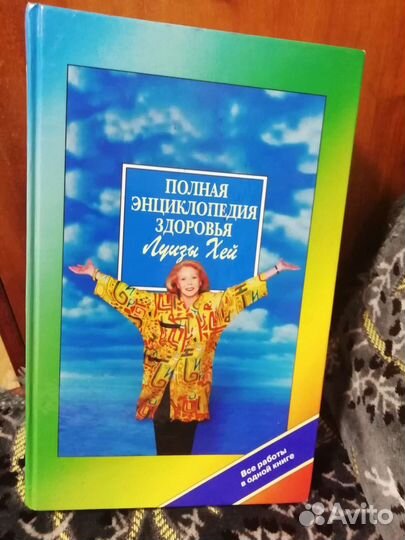 ПОЛНАЯ
ЭНЦИКЛОПЕДИЯ
ЗДОРОВЬЯ
Луизы Хей
Все работы
в одной книге
Avito